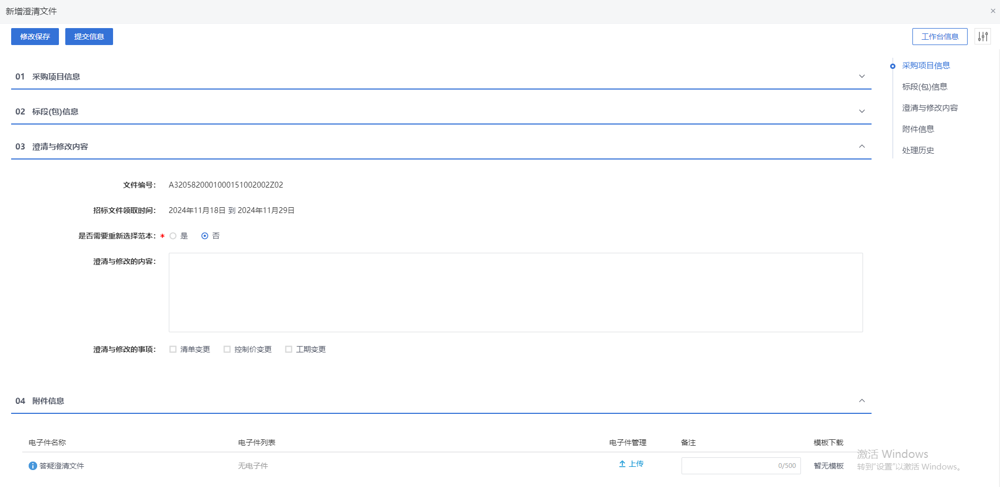 新增澄清文件
×
修改保存
提交信息
工作台信息
01 采购项目信息
02 标段(包)信息
03 澄清与修改内容
采购项目信息
标段(包)信息
澄清与修改内容
附件信息
处理历史
文件编号： A3205820001000151002002Z02
招标文件领取时间： 2024年11月18日 到 2024年11月29日
是否需要重新选择范本：* 是 否
澄清与修改的内容：
澄清与修改的事项： 清单变更 控制价变更 工期变更
04 附件信息
电子件名称 电子件列表 电子件管理 备注 模板下载
答疑澄清文件 无电子件 上传 0/500 暂无模板
激活 Windows
转到“设置”以激活 Windows。